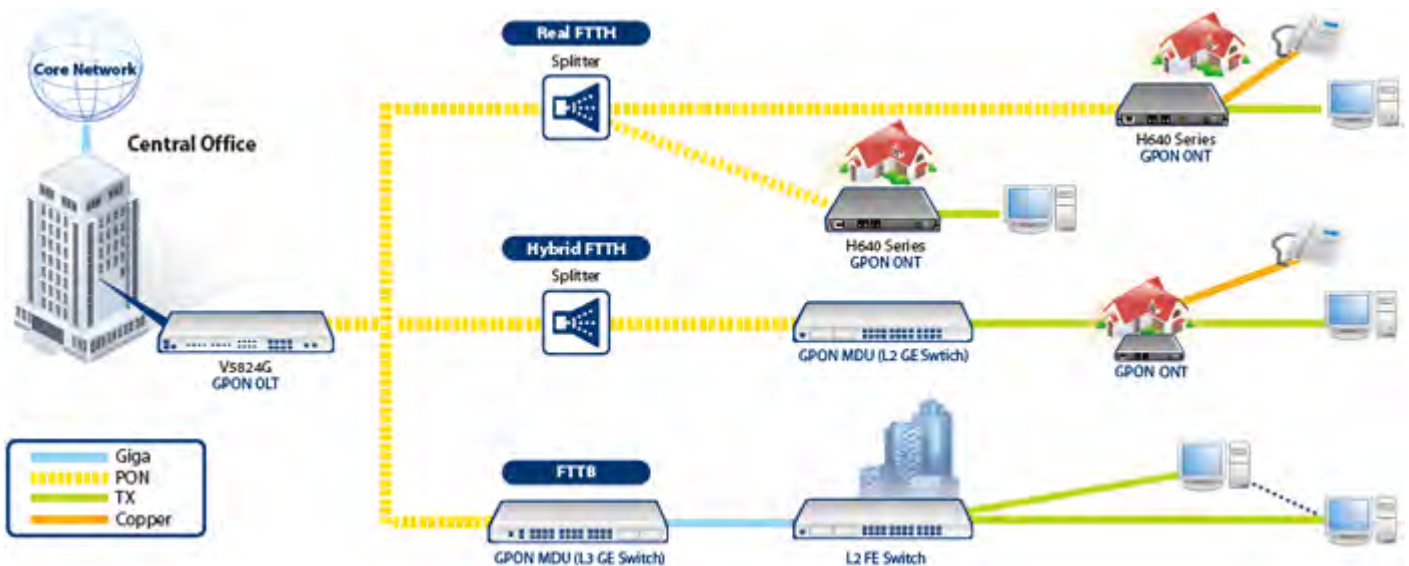 Core Network
Central Office
V5824G
GPON OLT
Giga
PON
TX
Copper
Real FTTH
Splitter
H640 Series
GPON ONT
H640 Series
GPON ONT
Hybrid FTTH
Splitter
GPON MDU (L2 GE Swtich)
GPON ONT
FTTB
GPON MDU (L3 GE Switch)
L2 FE Switch